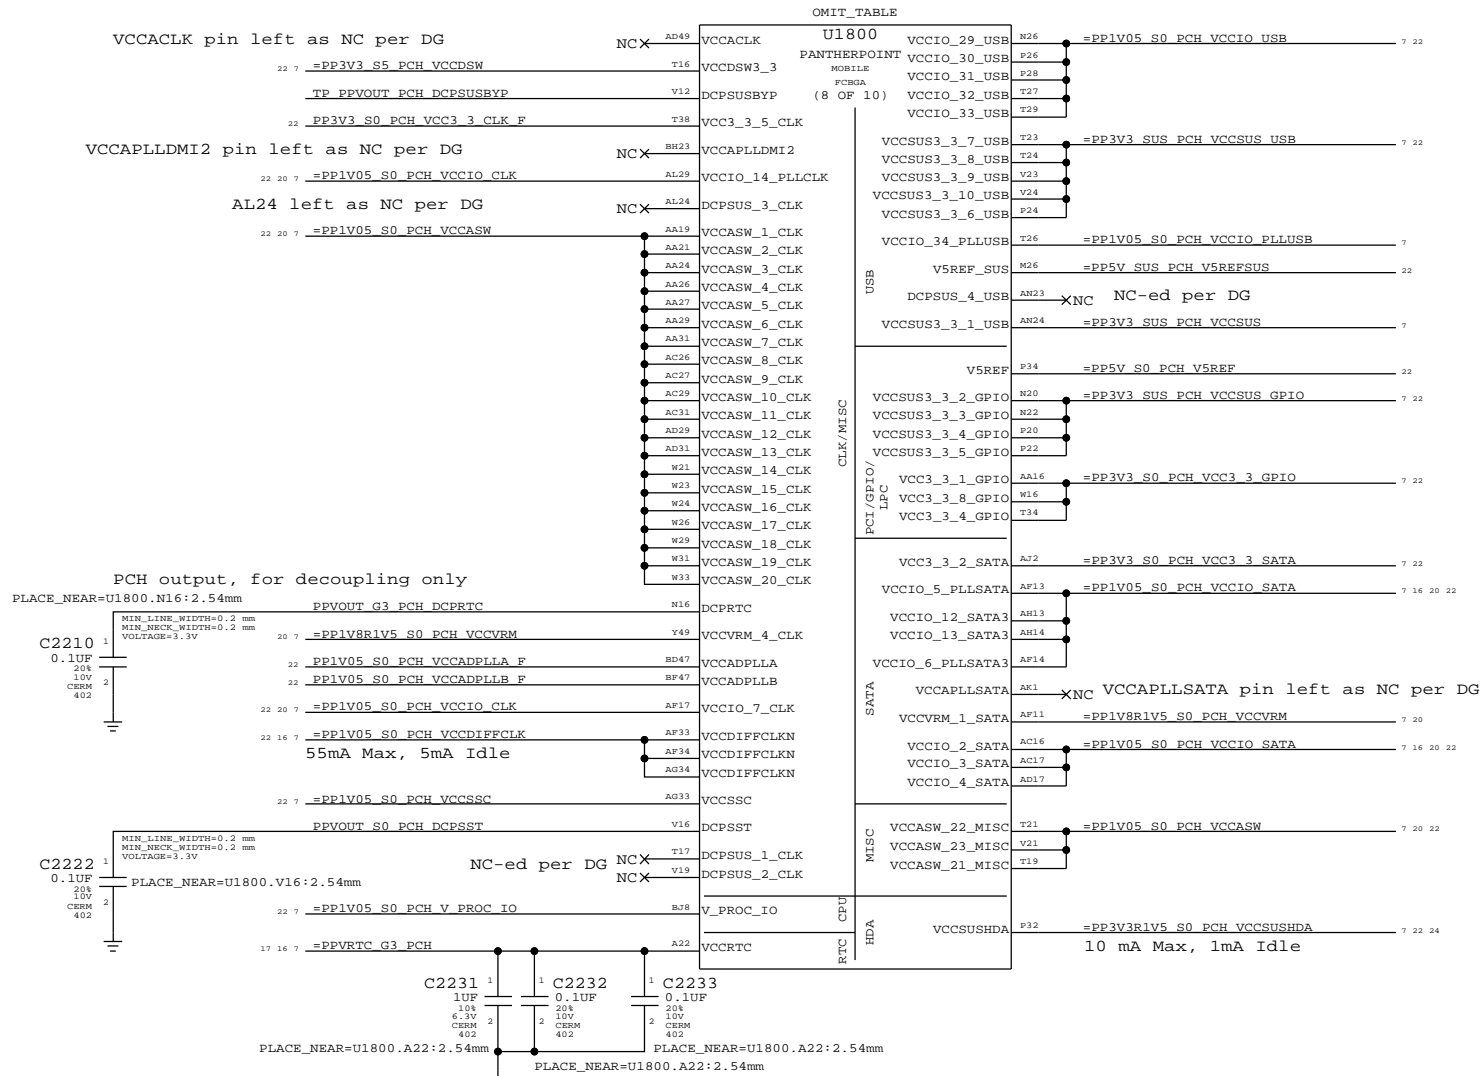 OMIT_TABLE
U1800
PANTHERPOINT
MOBILE
FCBGA
(8 OF 10)
VCCACLK pin left as NC per DG
NC AD49 VCCACLK
22 7 =PP3V3_S5_PCH_VCCDSW T16 VCCDSW3_3
TP_PPVOUT_PCH_DCPSUSBYP V12 DCPSUSBYP
22 PP3V3_S0_PCH_VCC3_3_CLK_F T38 VCC3_3_5_CLK
VCCAPLLDMI2 pin left as NC per DG
NC BH23 VCCAPLLDMI2
22 20 7 =PP1V05_S0_PCH_VCCIO_CLK AL29 VCCIO_14_PLLCLK
AL24 left as NC per DG
NC AL24 DCPSUS_3_CLK
22 20 7 =PP1V05_S0_PCH_VCCASW AA19 VCCASW_1_CLK
AA21 VCCASW_2_CLK
AA24 VCCASW_3_CLK
AA26 VCCASW_4_CLK
AA27 VCCASW_5_CLK
AA29 VCCASW_6_CLK
AA31 VCCASW_7_CLK
AC26 VCCASW_8_CLK
AC27 VCCASW_9_CLK
AC29 VCCASW_10_CLK
AC31 VCCASW_11_CLK
AD29 VCCASW_12_CLK
AD31 VCCASW_13_CLK
W21 VCCASW_14_CLK
W23 VCCASW_15_CLK
W24 VCCASW_16_CLK
W26 VCCASW_17_CLK
W29 VCCASW_18_CLK
W31 VCCASW_19_CLK
W33 VCCASW_20_CLK
PCH output, for decoupling only
PLACE_NEAR=U1800.N16:2.54mm
PPVOUT_G3_PCH_DCPRTC N16 DCPRTC
MIN_LINE_WIDTH=0.2 mm
MIN_NECK_WIDTH=0.2 mm
VOLTAGE=3.3V
C2210 1
0.1UF
20%
10V
CERM
402
2
20 7 =PP1V8R1V5_S0_PCH_VCCVRM Y49 VCCVRM_4_CLK
22 PP1V05_S0_PCH_VCCADPLLA_F BD47 VCCADPLLA
22 PP1V05_S0_PCH_VCCADPLLB_F BF47 VCCADPLLB
22 20 7 =PP1V05_S0_PCH_VCCIO_CLK AF17 VCCIO_7_CLK
22 16 7 =PP1V05_S0_PCH_VCCDIFFCLK AF33 VCCDIFFCLKN
55mA Max, 5mA Idle
AF34 VCCDIFFCLKN
AG34 VCCDIFFCLKN
22 7 =PP1V05_S0_PCH_VCCSSC AG33 VCCSSC
PPVOUT_S0_PCH_DCPSST V16 DCPSST
MIN_LINE_WIDTH=0.2 mm
MIN_NECK_WIDTH=0.2 mm
VOLTAGE=3.3V
C2222 1
0.1UF
20%
10V
CERM
402
2
PLACE_NEAR=U1800.V16:2.54mm
NC-ed per DG
NC T17 DCPSUS_1_CLK
NC V19 DCPSUS_2_CLK
22 7 =PP1V05_S0_PCH_V_PROC_IO BJ8 V_PROC_IO
17 16 7 =PPVRTC_G3_PCH A22 VCCRTC
CLK/MISC
CPU
RTC
USB
PCI/GPIO/
LPC
SATA
MISC
HDA
VCCIO_29_USB N26 =PP1V05_S0_PCH_VCCIO_USB 7 22
VCCIO_30_USB P26
VCCIO_31_USB P28
VCCIO_32_USB T27
VCCIO_33_USB T29
VCCSUS3_3_7_USB T23 =PP3V3_SUS_PCH_VCCSUS_USB 7 22
VCCSUS3_3_8_USB T24
VCCSUS3_3_9_USB V23
VCCSUS3_3_10_USB V24
VCCSUS3_3_6_USB P24
VCCIO_34_PLLUSB T26 =PP1V05_S0_PCH_VCCIO_PLLUSB 7
V5REF_SUS M26 =PP5V_SUS_PCH_V5REFSUS 22
DCPSUS_4_USB AN23 NC NC-ed per DG
VCCSUS3_3_1_USB AN24 =PP3V3_SUS_PCH_VCCSUS 7
V5REF P34 =PP5V_S0_PCH_V5REF 22
VCCSUS3_3_2_GPIO N20 =PP3V3_SUS_PCH_VCCSUS_GPIO 7 22
VCCSUS3_3_3_GPIO N22
VCCSUS3_3_4_GPIO P20
VCCSUS3_3_5_GPIO P22
VCC3_3_1_GPIO AA16 =PP3V3_S0_PCH_VCC3_3_GPIO 7 22
VCC3_3_8_GPIO W16
VCC3_3_4_GPIO T34
VCC3_3_2_SATA AJ2 =PP3V3_S0_PCH_VCC3_3_SATA 7 22
VCCIO_5_PLLSATA AF13 =PP1V05_S0_PCH_VCCIO_SATA 7 16 20 22
VCCIO_12_SATA3 AH13
VCCIO_13_SATA3 AH14
VCCIO_6_PLLSATA3 AF14
VCCAPLLSATA AK1 NC VCCAPLLSATA pin left as NC per DG
VCCVRM_1_SATA AF11 =PP1V8R1V5_S0_PCH_VCCVRM 7 20
VCCIO_2_SATA AC16 =PP1V05_S0_PCH_VCCIO_SATA 7 16 20 22
VCCIO_3_SATA AC17
VCCIO_4_SATA AD17
VCCASW_22_MISC T21 =PP1V05_S0_PCH_VCCASW 7 20 22
VCCASW_23_MISC V21
VCCASW_21_MISC T19
VCCSUSHDA P32 =PP3V3R1V5_S0_PCH_VCCSUSHDA 7 22 24
10 mA Max, 1mA Idle
C2231 1
1UF
10%
6.3V
CERM
402
2
1 C2232
0.1UF
20%
10V
CERM
402
2
1 C2233
0.1UF
20%
10V
CERM
402
2
PLACE_NEAR=U1800.A22:2.54mm
PLACE_NEAR=U1800.A22:2.54mm
PLACE_NEAR=U1800.A22:2.54mm